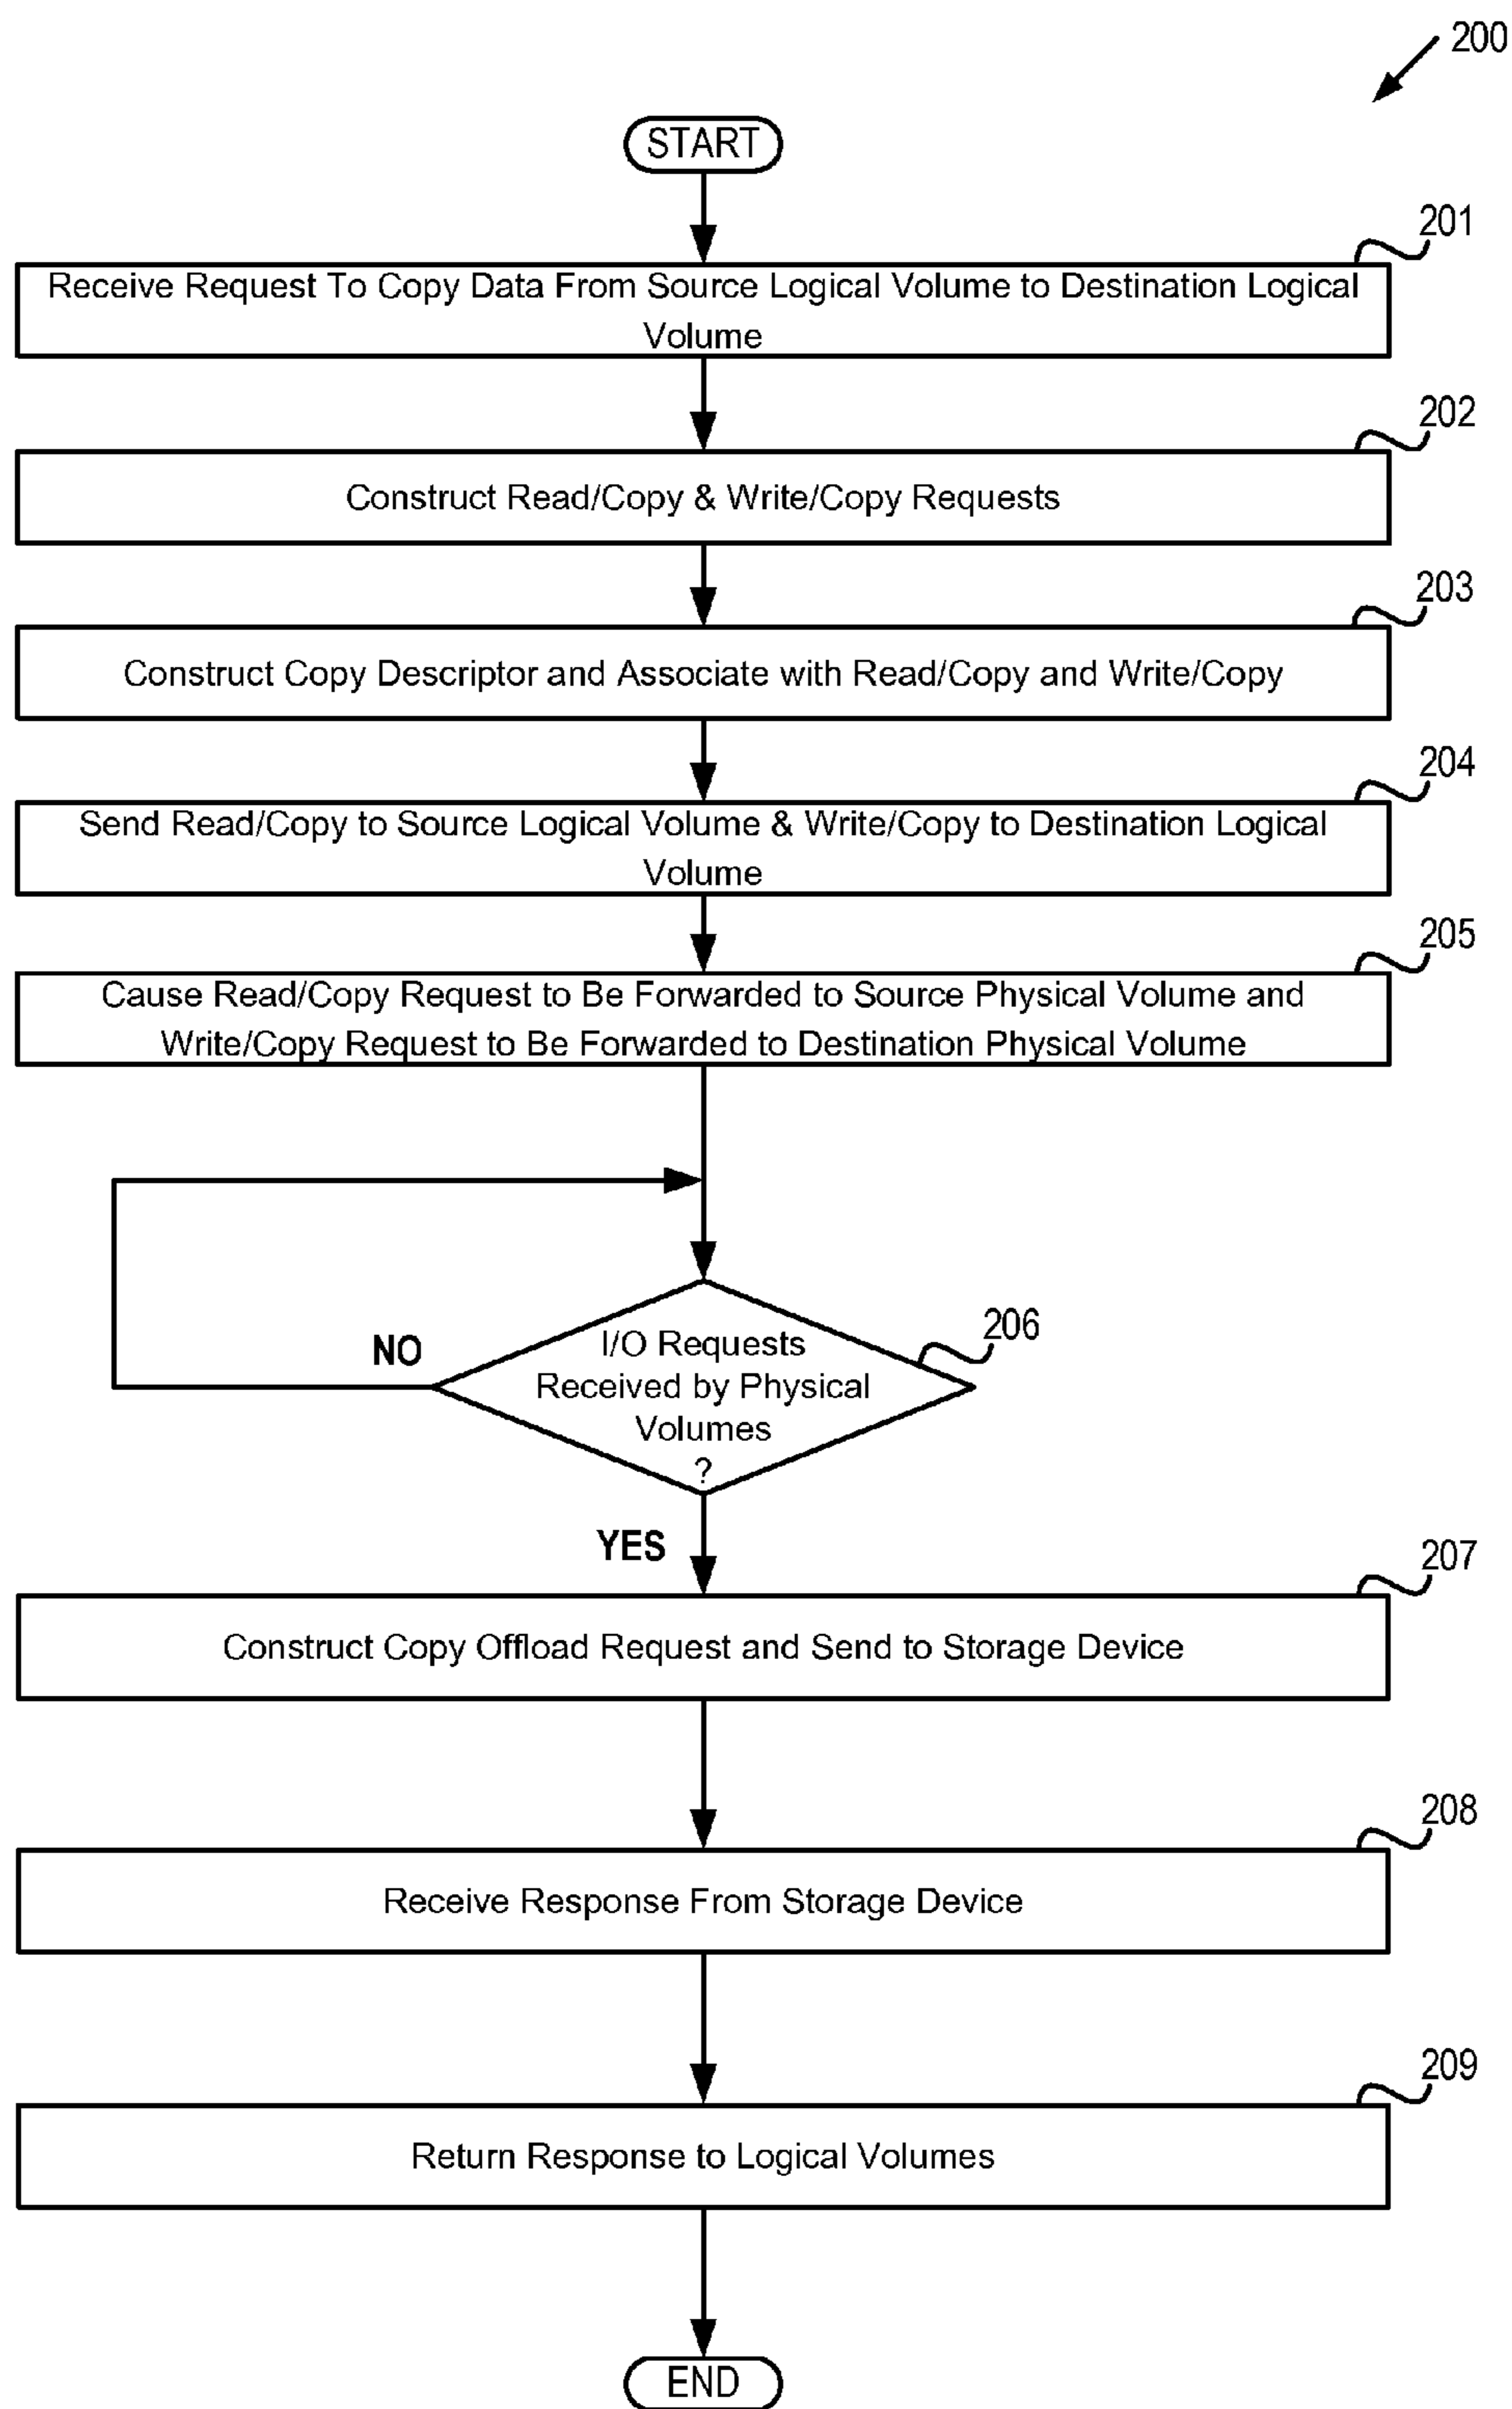 200
START
201
Receive Request To Copy Data From Source Logical Volume to Destination Logical
Volume
202
Construct Read/Copy & Write/Copy Requests
203
Construct Copy Descriptor and Associate with Read/Copy and Write/Copy
204
Send Read/Copy to Source Logical Volume & Write/Copy to Destination Logical
Volume
205
Cause Read/Copy Request to Be Forwarded to Source Physical Volume and
Write/Copy Request to Be Forwarded to Destination Physical Volume
206
NO
I/O Requests
Received by Physical
Volumes
?
YES
207
Construct Copy Offload Request and Send to Storage Device
208
Receive Response From Storage Device
209
Return Response to Logical Volumes
END